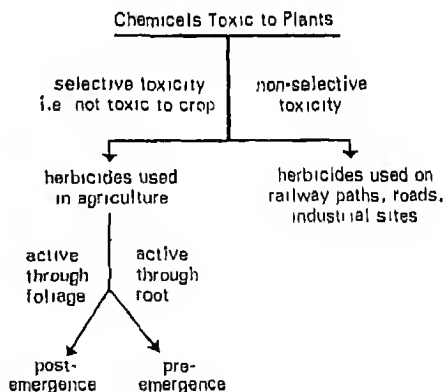 Chemicels Toxic to Plants
selective toxicity
i.e not toxic to crop
non-selective
toxicity
herbicides used
in agriculture
herbicides used on
railway paths, roads,
industrial sites
active
through
foliage
active
through
root
post-
emergence
pre-
emergence